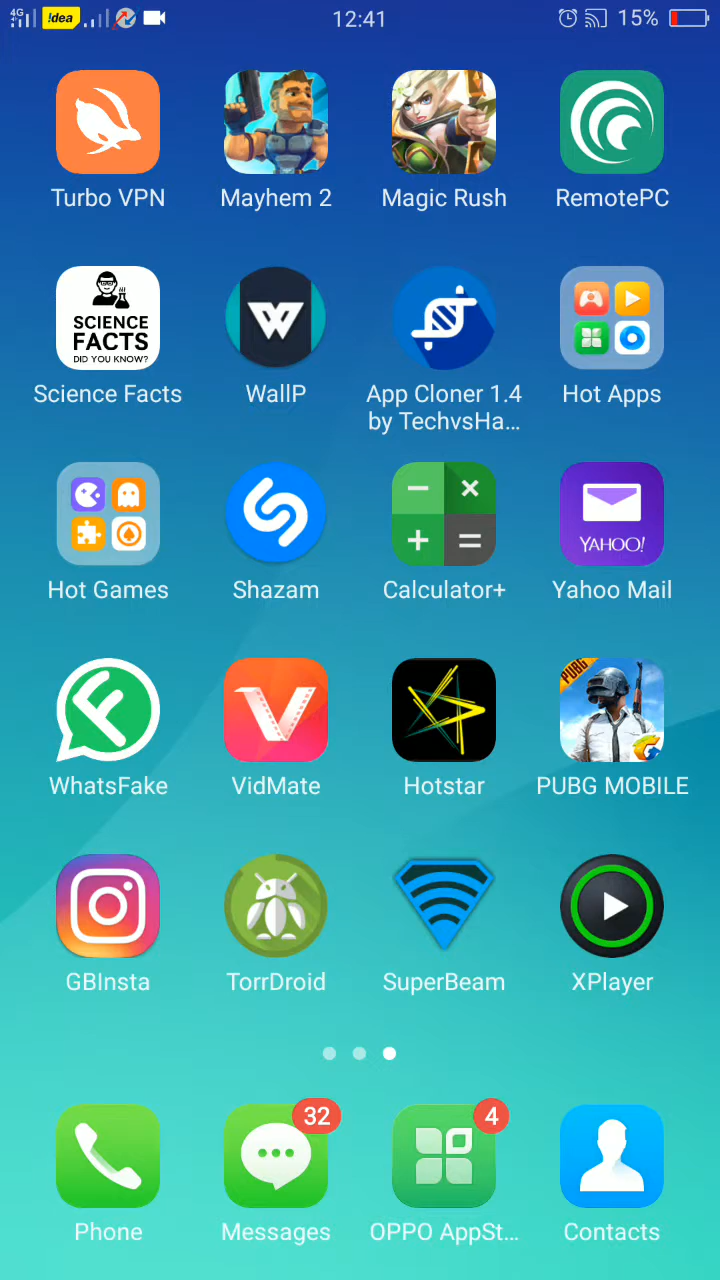 4G !dea 12:41 15%
Turbo VPN Mayhem 2 Magic Rush RemotePC
SCIENCE
FACTS
DID YOU KNOW?
Science Facts WallP App Cloner 1.4 Hot Apps
by TechvsHa...
YAHOO!
Hot Games Shazam Calculator+ Yahoo Mail
PUBG
WhatsFake VidMate Hotstar PUBG MOBILE
GBInsta TorrDroid SuperBeam XPlayer
32 4
Phone Messages OPPO AppSt... Contacts